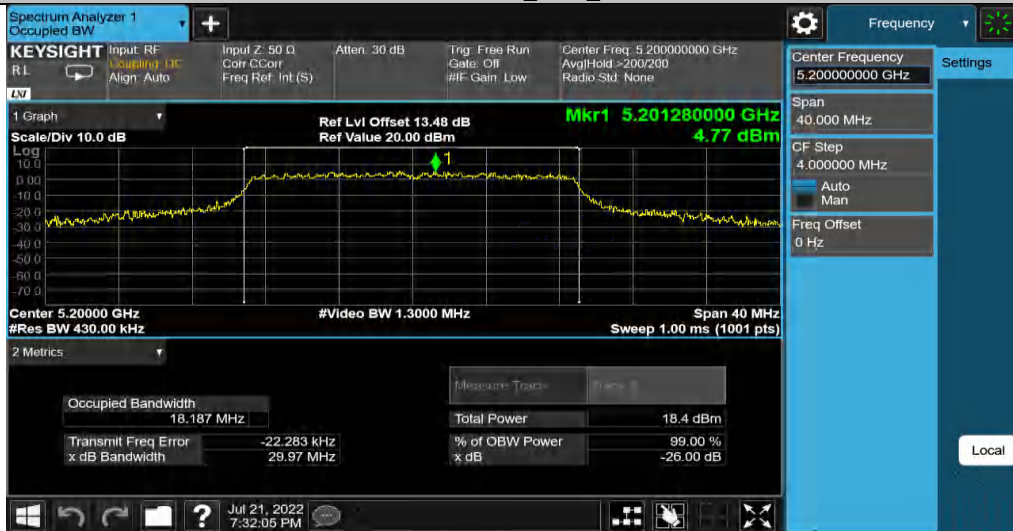 Spectrum Analyzer 1
Occupied BW
+
Frequency
KEYSIGHT
RL
LXI
Input: RF
Coupling: DC
Align: Auto
Input Z: 50 Ω
Corr CCorr
Freq Ref: Int (S)
Atten: 30 dB
Trig: Free Run
Gate: Off
#IF Gain: Low
Center Freq: 5.200000000 GHz
Avg|Hold >200/200
Radio Std: None
Center Frequency
5.200000000 GHz
Settings
Span
40.000 MHz
CF Step
4.000000 MHz
Auto
Man
Freq Offset
0 Hz
Local
1 Graph
Scale/Div 10.0 dB
Ref Lvl Offset 13.48 dB
Ref Value 20.00 dBm
Mkr1 5.201280000 GHz
4.77 dBm
Log
10.0
0.00
-10.0
-20.0
-30.0
-40.0
-50.0
-60.0
-70.0
1
Center 5.20000 GHz
#Res BW 430.00 kHz
#Video BW 1.3000 MHz
Span 40 MHz
Sweep 1.00 ms (1001 pts)
2 Metrics
Measure Trace
Occupied Bandwidth
18.187 MHz
Total Power 18.4 dBm
Transmit Freq Error -22.283 kHz
% of OBW Power 99.00 %
x dB Bandwidth 29.97 MHz
x dB -26.00 dB
?
Jul 21, 2022
7:32:05 PM